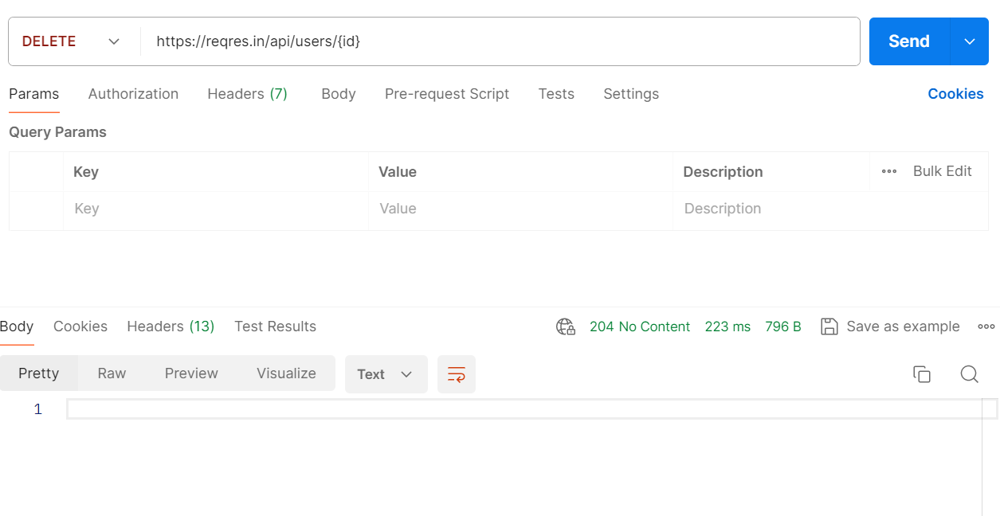 DELETE https://reqres.in/api/users/{id} Send
Params Authorization Headers (7) Body Pre-request Script Tests Settings Cookies
Query Params
Key Value Description Bulk Edit
Key Value Description
Body Cookies Headers (13) Test Results 204 No Content 223 ms 796 B Save as example
Pretty Raw Preview Visualize Text
1